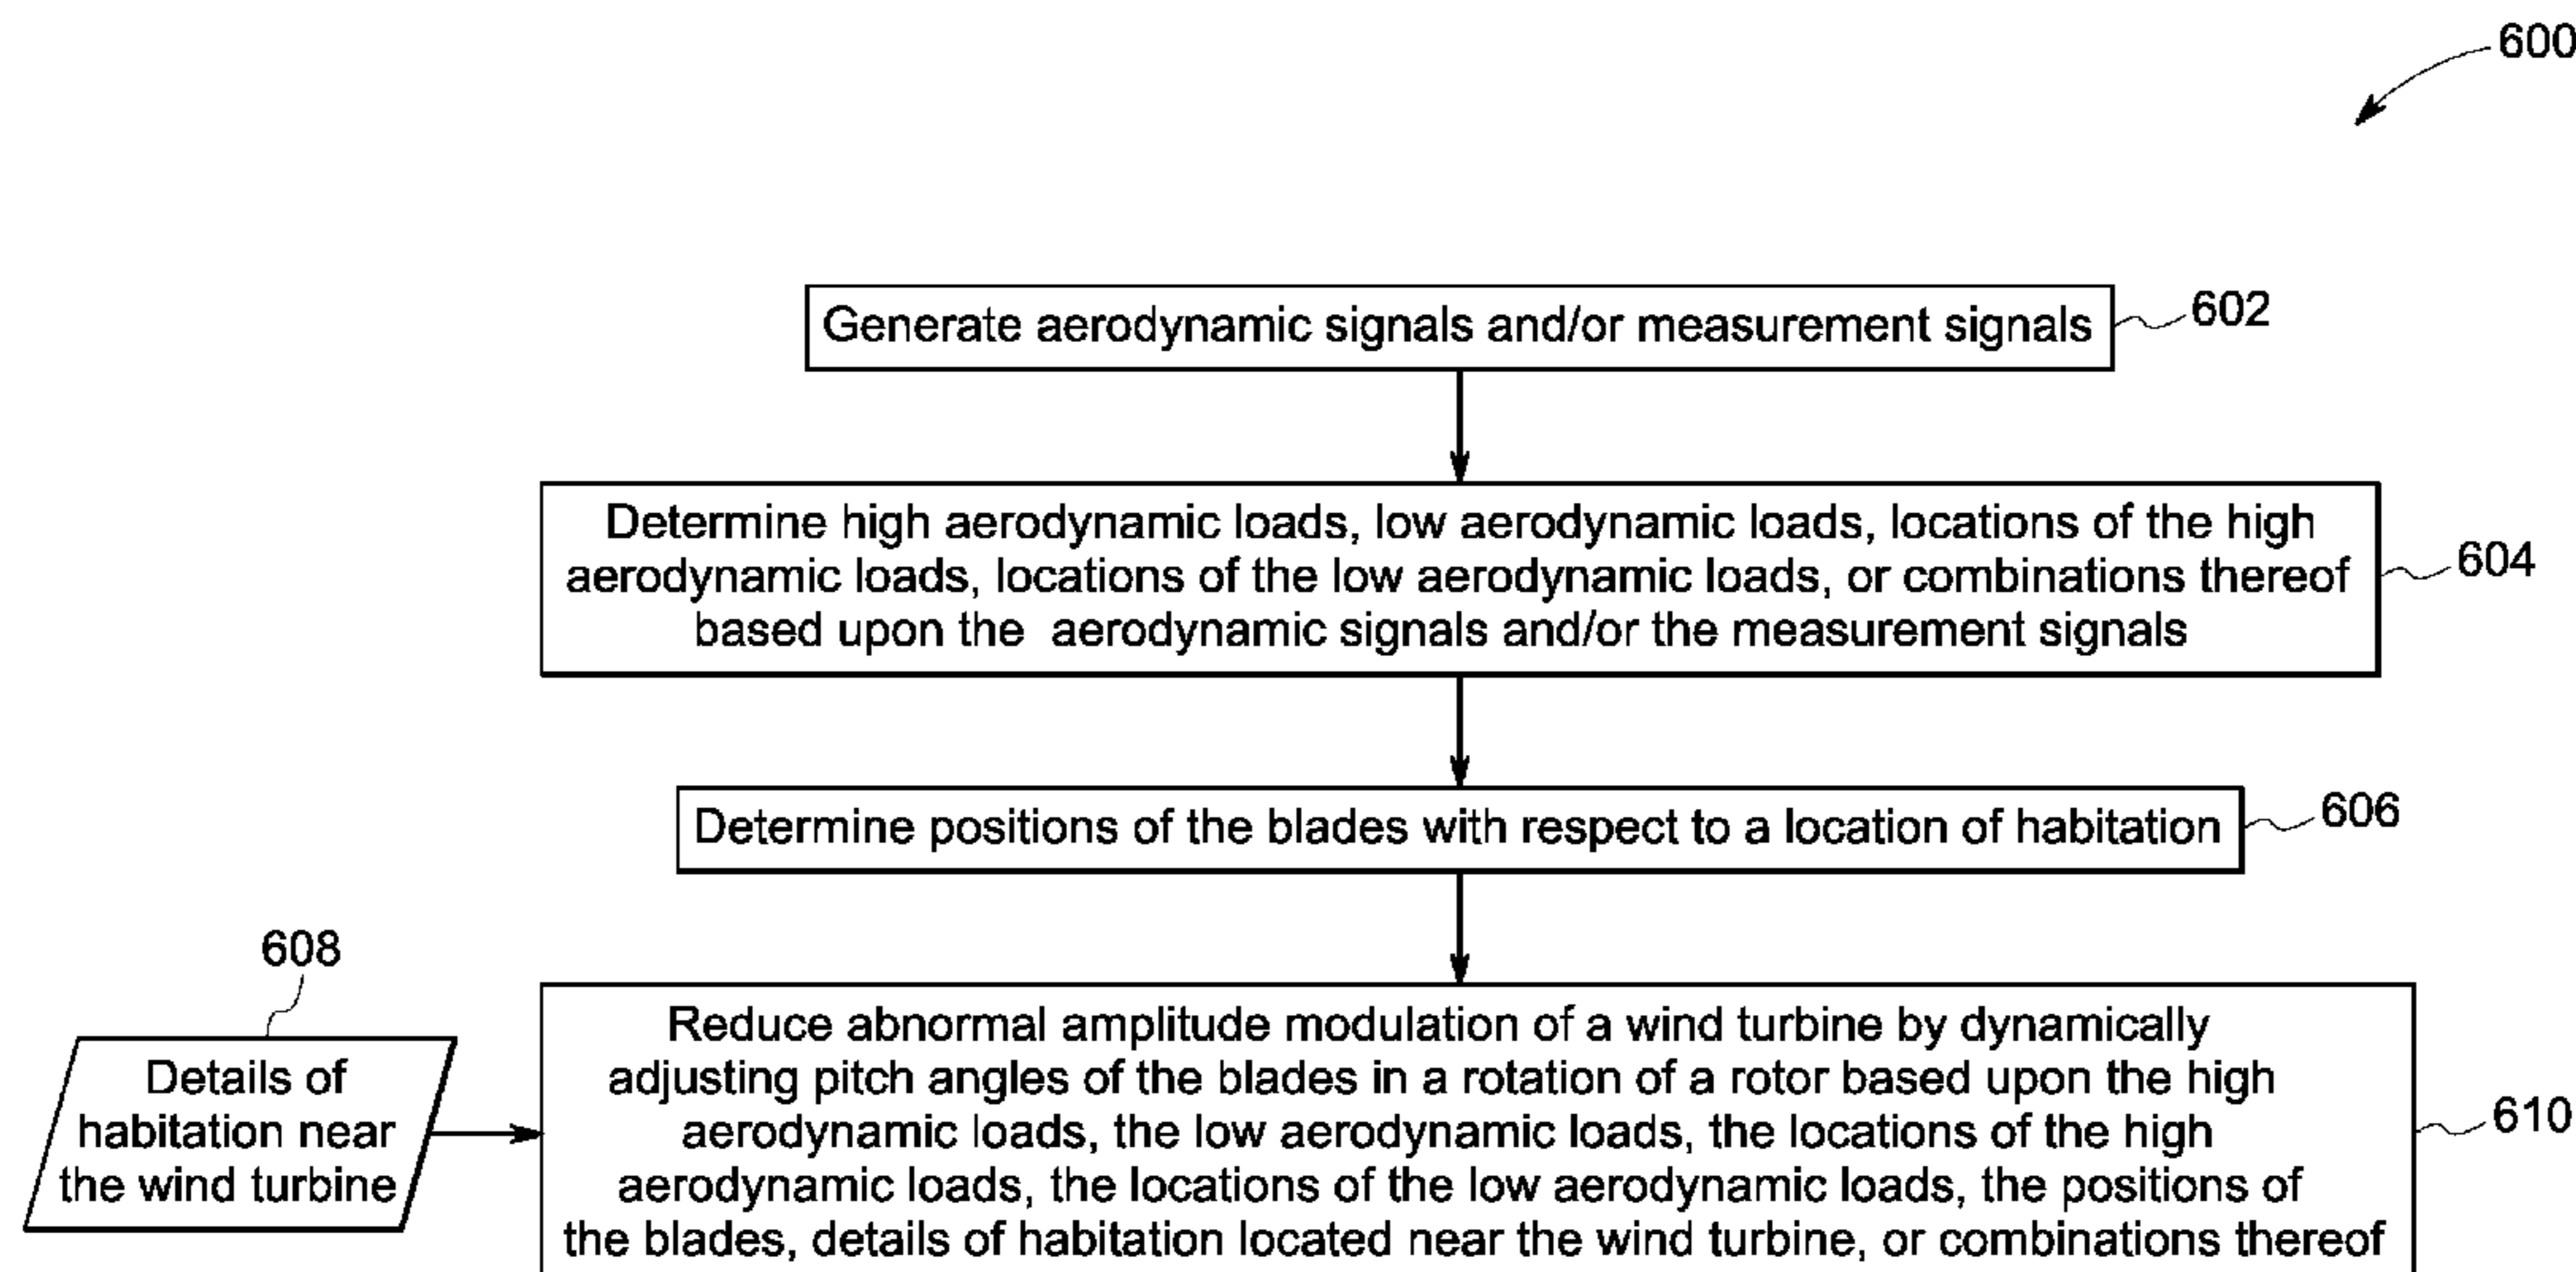 600
Generate aerodynamic signals and/or measurement signals
602
Determine high aerodynamic loads, low aerodynamic loads, locations of the high
aerodynamic loads, locations of the low aerodynamic loads, or combinations thereof
based upon the aerodynamic signals and/or the measurement signals
604
Determine positions of the blades with respect to a location of habitation
606
608
Details of
habitation near
the wind turbine
Reduce abnormal amplitude modulation of a wind turbine by dynamically
adjusting pitch angles of the blades in a rotation of a rotor based upon the high
aerodynamic loads, the low aerodynamic loads, the locations of the high
aerodynamic loads, the locations of the low aerodynamic loads, the positions of
the blades, details of habitation located near the wind turbine, or combinations thereof
610